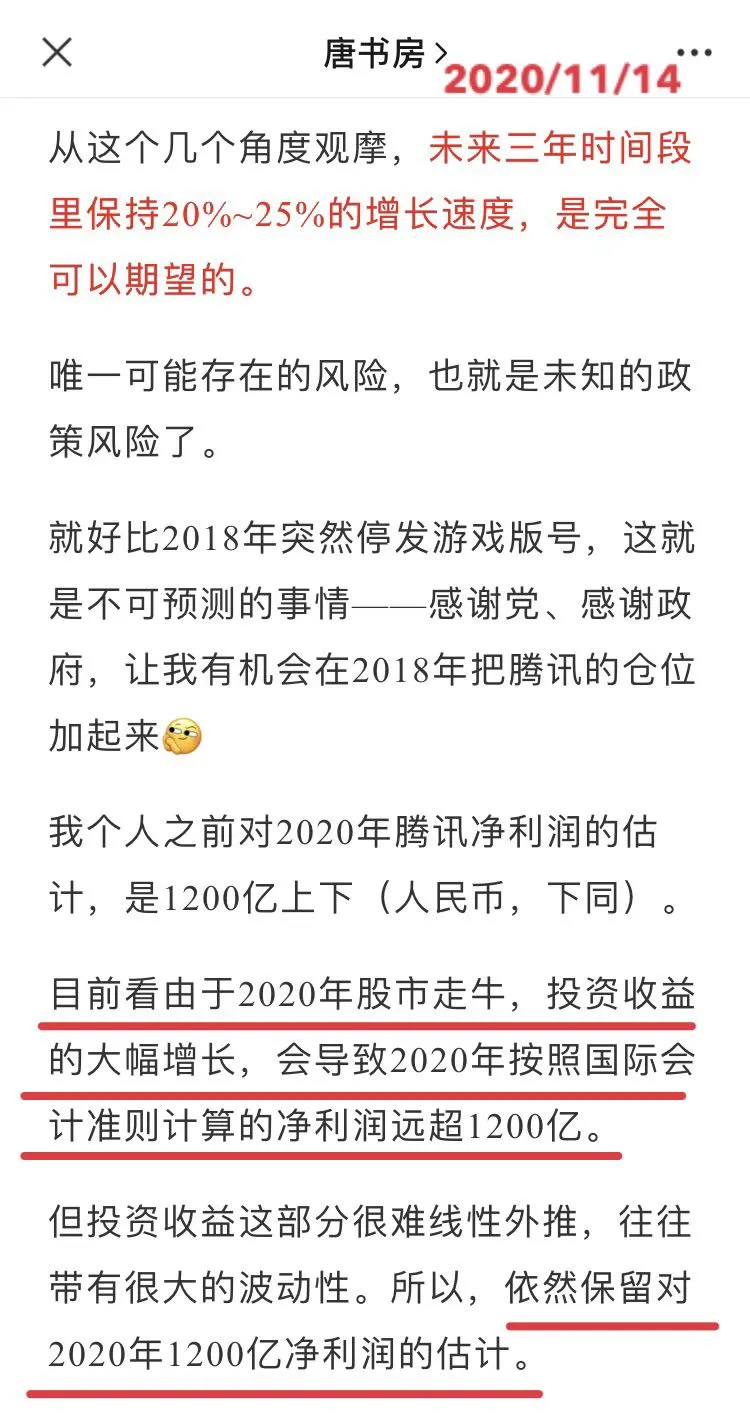 唐书房
2020/11/14
从这个几个角度观摩，未来三年时间段
里保持20%~25%的增长速度，是完全
可以期望的。
唯一可能存在的风险，也就是未知的政
策风险了。
就好比2018年突然停发游戏版号，这就
是不可预测的事情——感谢党、感谢政
府，让我有机会在2018年把腾讯的仓位
加起来🤔
我个人之前对2020年腾讯净利润的估
计，是1200亿上下（人民币，下同）。
目前看由于2020年股市走牛，投资收益
的大幅增长，会导致2020年按照国际会
计准则计算的净利润远超1200亿。
但投资收益这部分很难线性外推，往往
带有很大的波动性。所以，依然保留对
2020年1200亿净利润的估计。